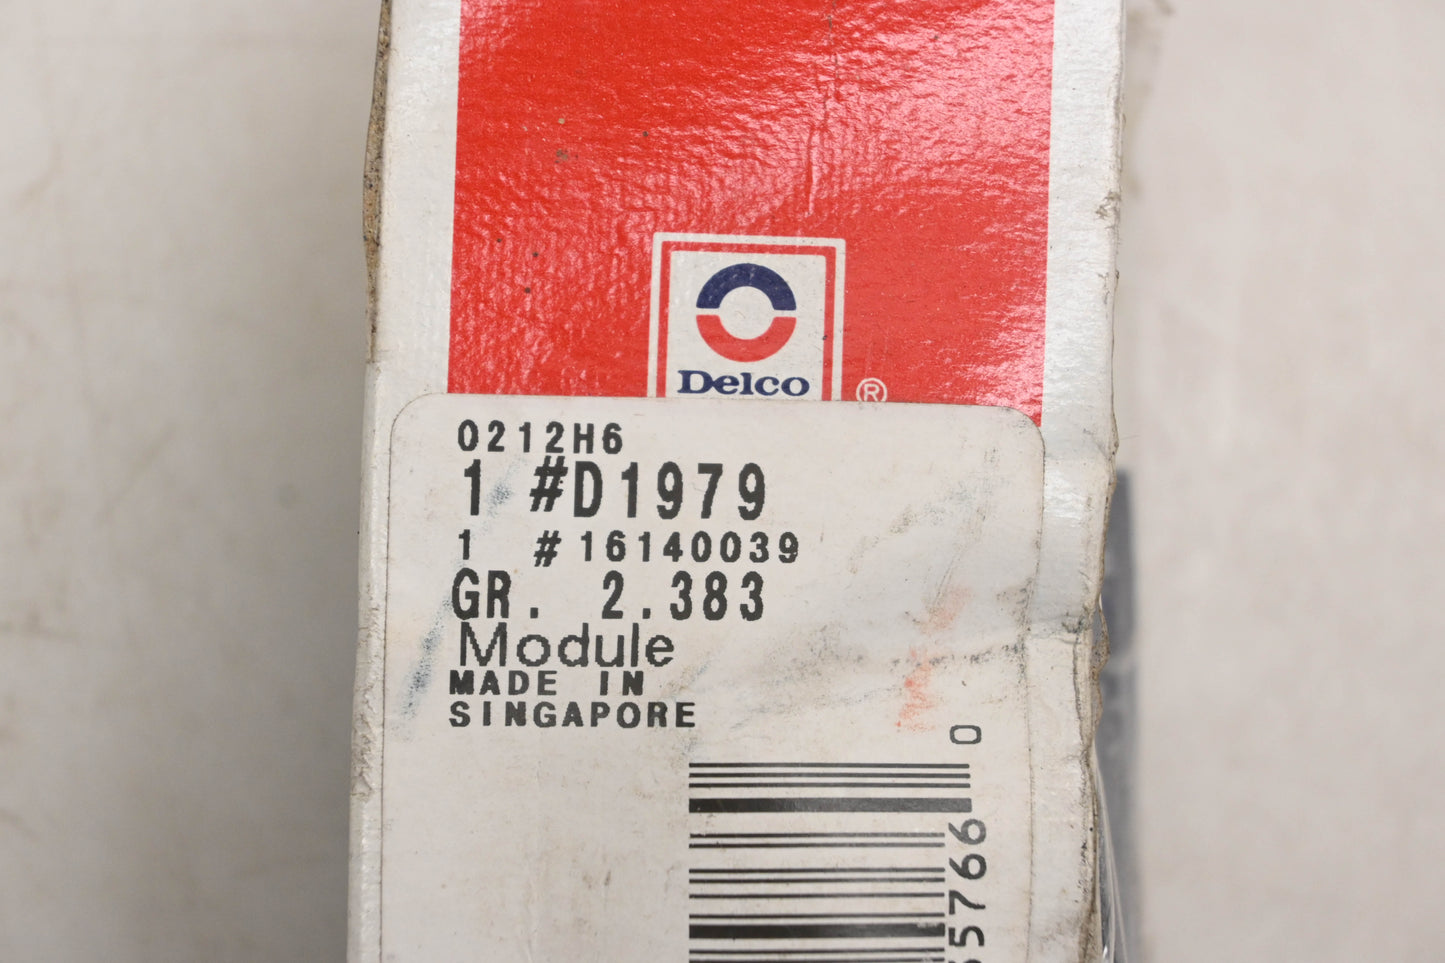 Delco ®
0212H6
1 #D1979
1 #16140039
GR. 2.383
Module
MADE IN
SINGAPORE
5766 0